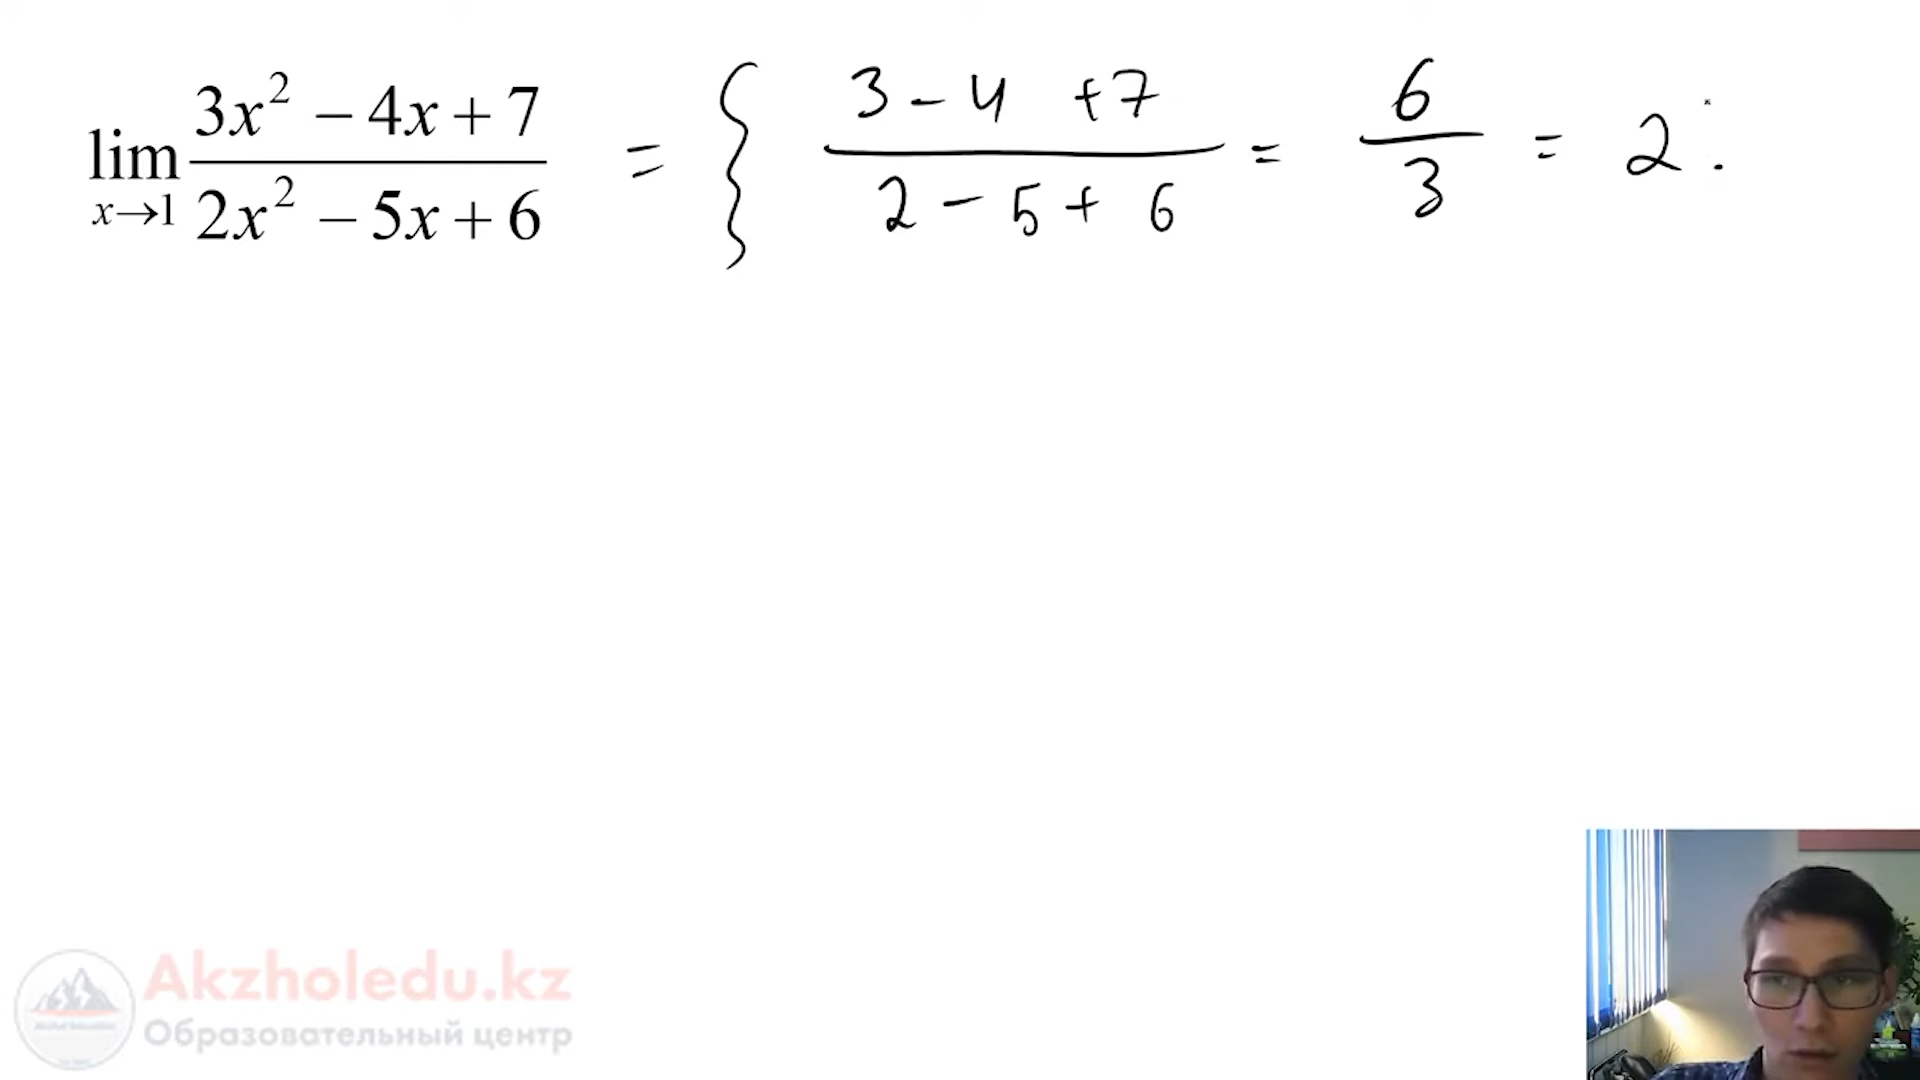 lim x→1 (3x² − 4x + 7)/(2x² − 5x + 6) = { (3 − 4 + 7)/(2 − 5 + 6) = 6/3 = 2.
Akzholedu.kz
Образовательный центр